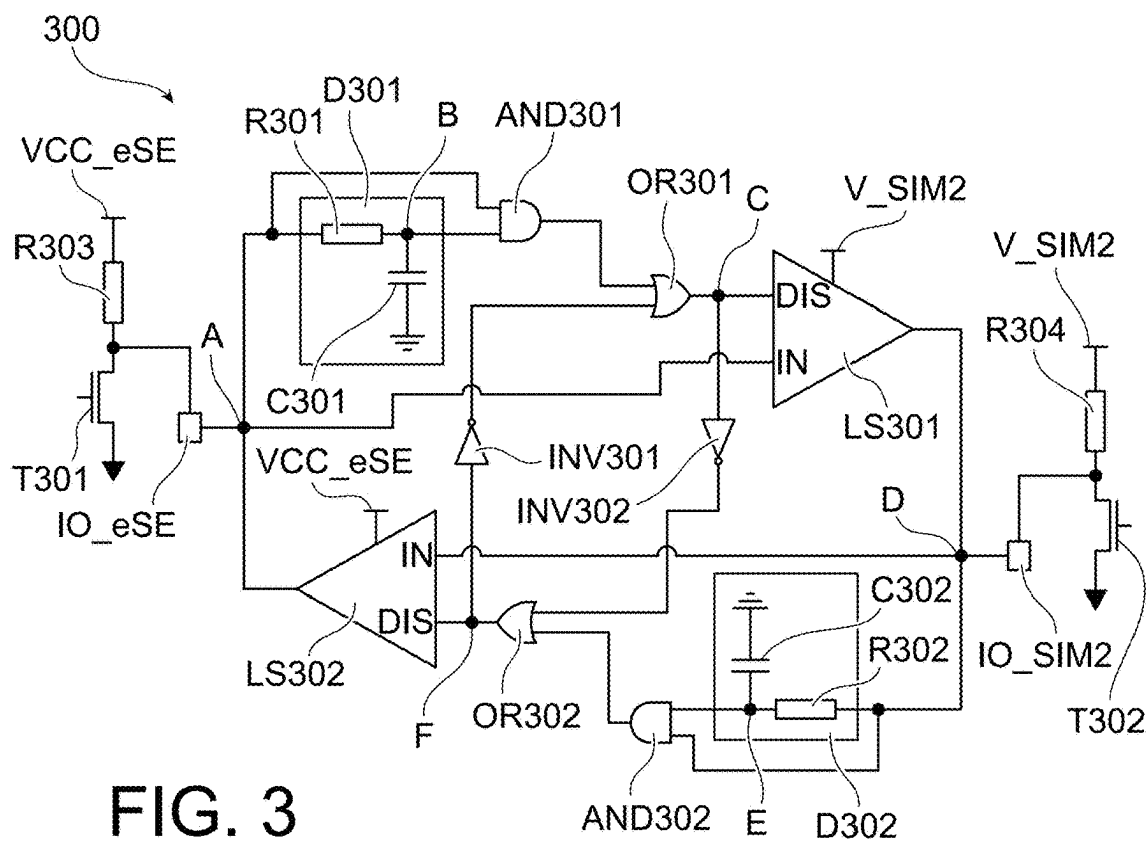 300
D301
R301
B
AND301
VCC_eSE
OR301
C
V_SIM2
V_SIM2
R303
DIS
A
R304
IN
C301
LS301
VCC_eSE
INV301
T301
INV302
IO_eSE
D
IN
C302
DIS
R302
LS302
IO_SIM2
OR302
F
T302
AND302
E
D302
FIG. 3